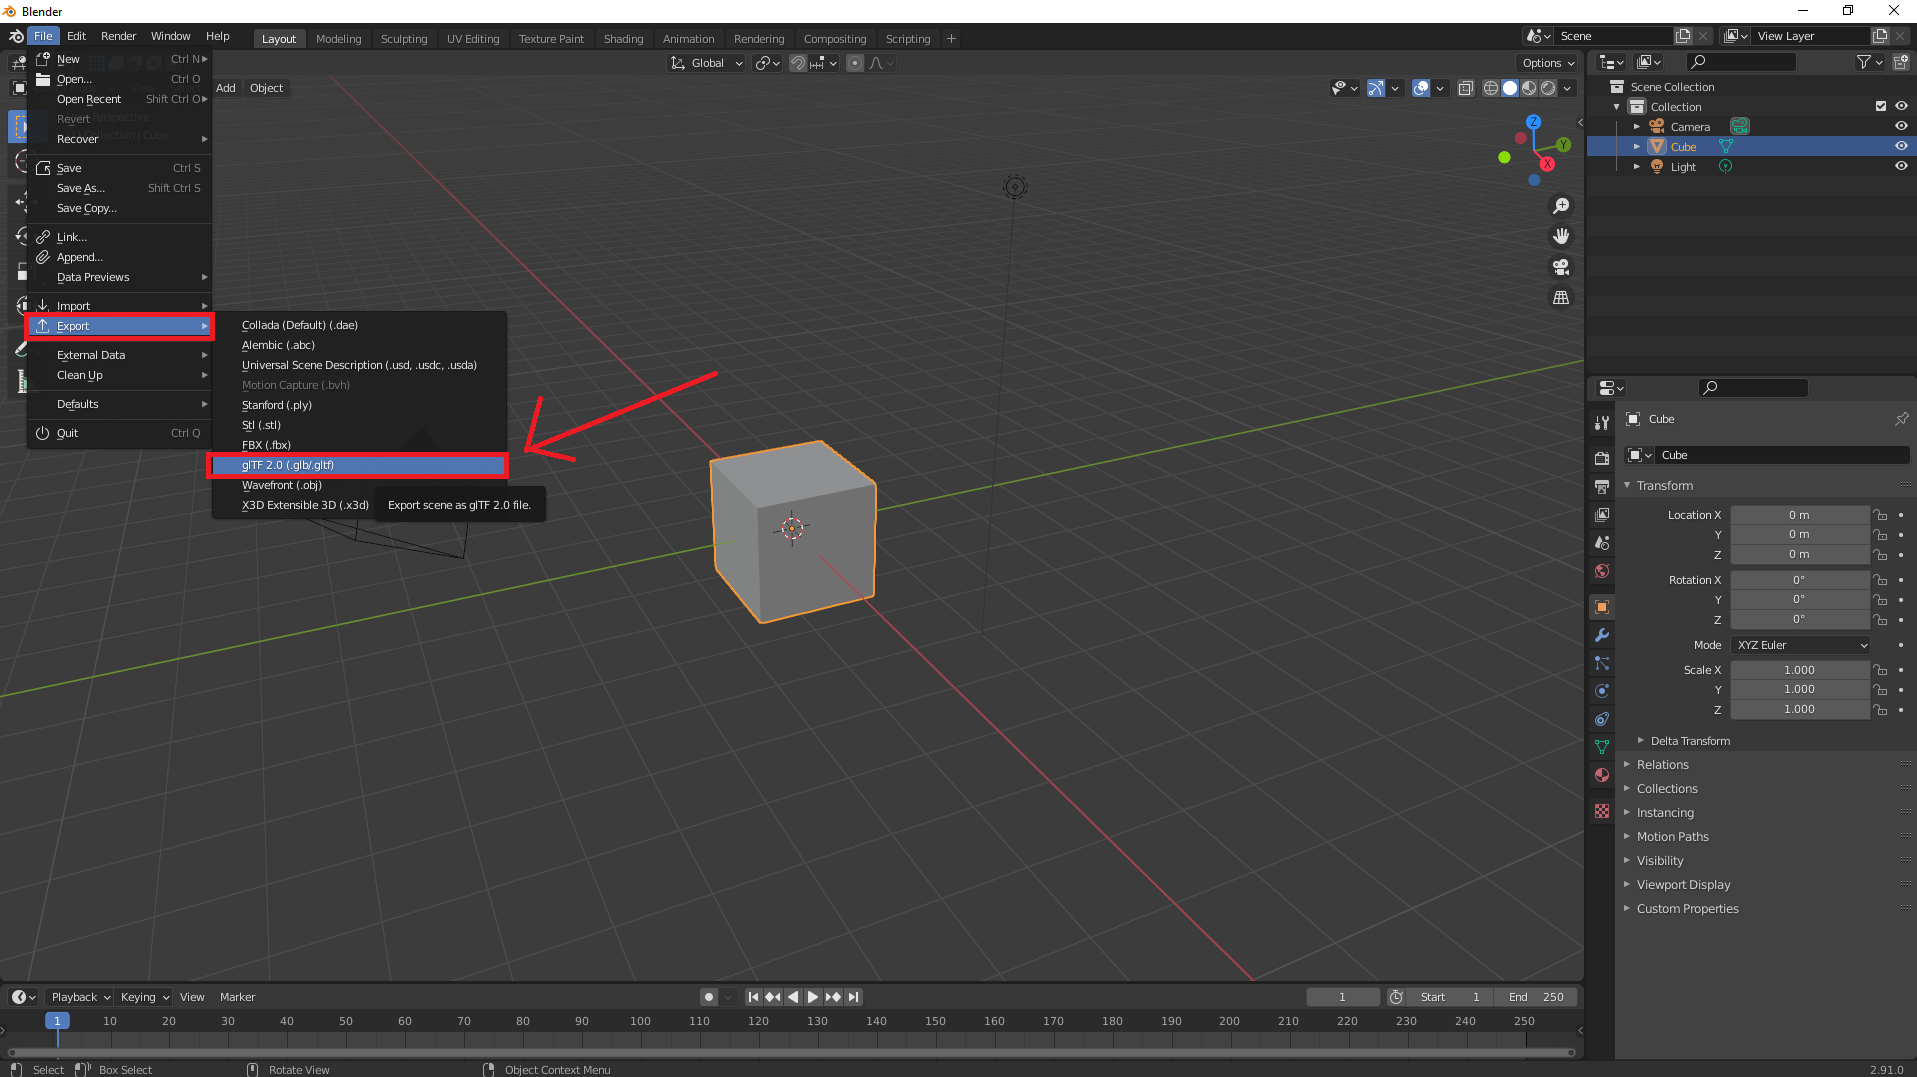 Blender
File Edit Render Window Help
Layout Modeling Sculpting UV Editing Texture Paint Shading Animation Rendering Compositing Scripting +
Scene
View Layer
New Ctrl N
Open... Ctrl O
Open Recent Shift Ctrl O
Revert
Recover
Save Ctrl S
Save As... Shift Ctrl S
Save Copy...
Link...
Append...
Data Previews
Import
Export
External Data
Clean Up
Defaults
Quit Ctrl Q
Collada (Default) (.dae)
Alembic (.abc)
Universal Scene Description (.usd, .usdc, .usda)
Motion Capture (.bvh)
Stanford (.ply)
Stl (.stl)
FBX (.fbx)
glTF 2.0 (.glb/.gltf)
Wavefront (.obj)
X3D Extensible 3D (.x3d)
Export scene as glTF 2.0 file.
Add Object
Global
Options
Z
Y
X
Scene Collection
Collection
Camera
Cube
Light
Cube
Cube
Transform
Location X 0 m
Y 0 m
Z 0 m
Rotation X 0°
Y 0°
Z 0°
Mode XYZ Euler
Scale X 1.000
Y 1.000
Z 1.000
Delta Transform
Relations
Collections
Instancing
Motion Paths
Visibility
Viewport Display
Custom Properties
Playback Keying View Marker
1 Start 1 End 250
1 10 20 30 40 50 60 70 80 90 100 110 120 130 140 150 160 170 180 190 200 210 220 230 240 250
Select Box Select Rotate View Object Context Menu 2.91.0